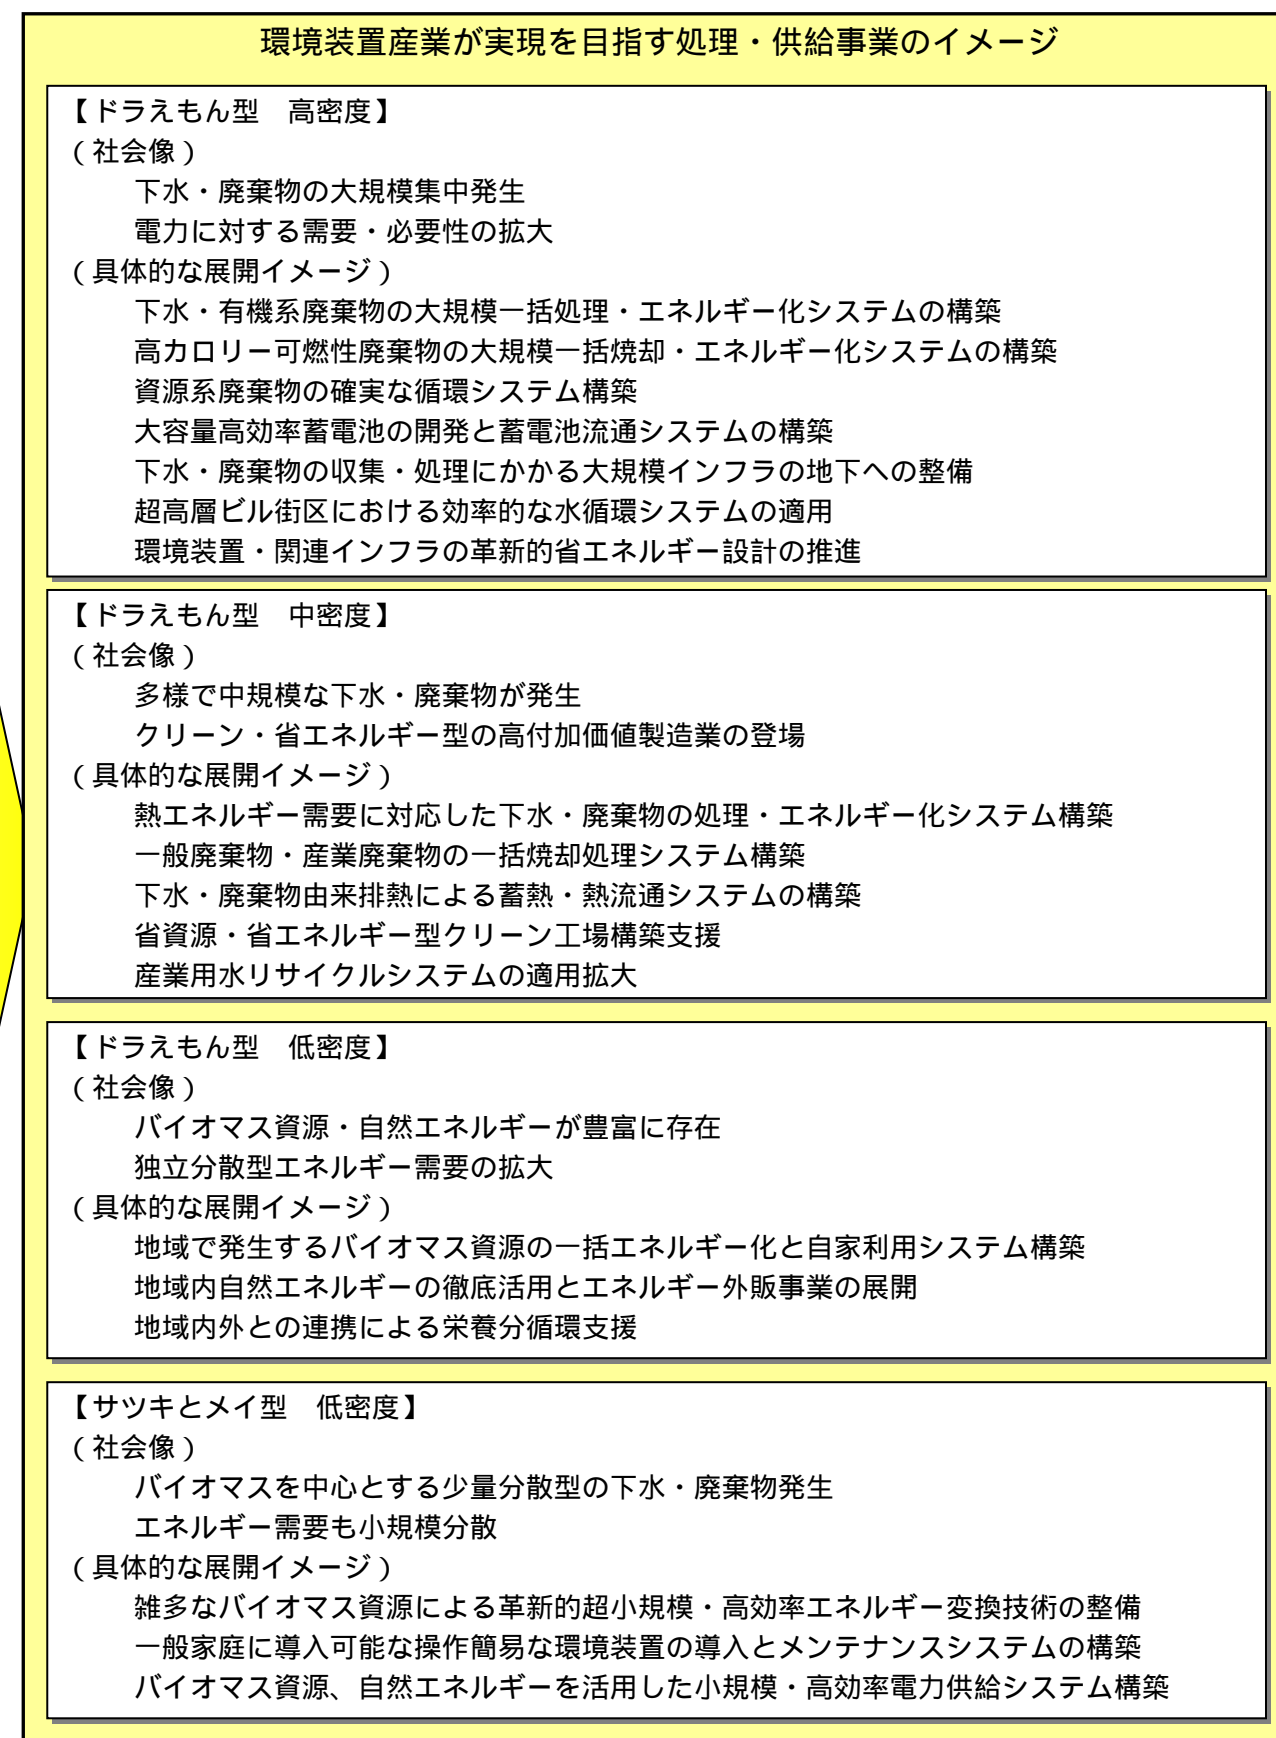 環境装置産業が実現を目指す処理・供給事業のイメージ
【ドラえもん型　高密度】
（社会像）
下水・廃棄物の大規模集中発生
電力に対する需要・必要性の拡大
（具体的な展開イメージ）
下水・有機系廃棄物の大規模一括処理・エネルギー化システムの構築
高カロリー可燃性廃棄物の大規模一括焼却・エネルギー化システムの構築
資源系廃棄物の確実な循環システム構築
大容量高効率蓄電池の開発と蓄電池流通システムの構築
下水・廃棄物の収集・処理にかかる大規模インフラの地下への整備
超高層ビル街区における効率的な水循環システムの適用
環境装置・関連インフラの革新的省エネルギー設計の推進
【ドラえもん型　中密度】
（社会像）
多様で中規模な下水・廃棄物が発生
クリーン・省エネルギー型の高付加価値製造業の登場
（具体的な展開イメージ）
熱エネルギー需要に対応した下水・廃棄物の処理・エネルギー化システム構築
一般廃棄物・産業廃棄物の一括焼却処理システム構築
下水・廃棄物由来排熱による蓄熱・熱流通システムの構築
省資源・省エネルギー型クリーン工場構築支援
産業用水リサイクルシステムの適用拡大
【ドラえもん型　低密度】
（社会像）
バイオマス資源・自然エネルギーが豊富に存在
独立分散型エネルギー需要の拡大
（具体的な展開イメージ）
地域で発生するバイオマス資源の一括エネルギー化と自家利用システム構築
地域内自然エネルギーの徹底活用とエネルギー外販事業の展開
地域内外との連携による栄養分循環支援
【サツキとメイ型　低密度】
（社会像）
バイオマスを中心とする少量分散型の下水・廃棄物発生
エネルギー需要も小規模分散
（具体的な展開イメージ）
雑多なバイオマス資源による革新的超小規模・高効率エネルギー変換技術の整備
一般家庭に導入可能な操作簡易な環境装置の導入とメンテナンスシステムの構築
バイオマス資源、自然エネルギーを活用した小規模・高効率電力供給システム構築